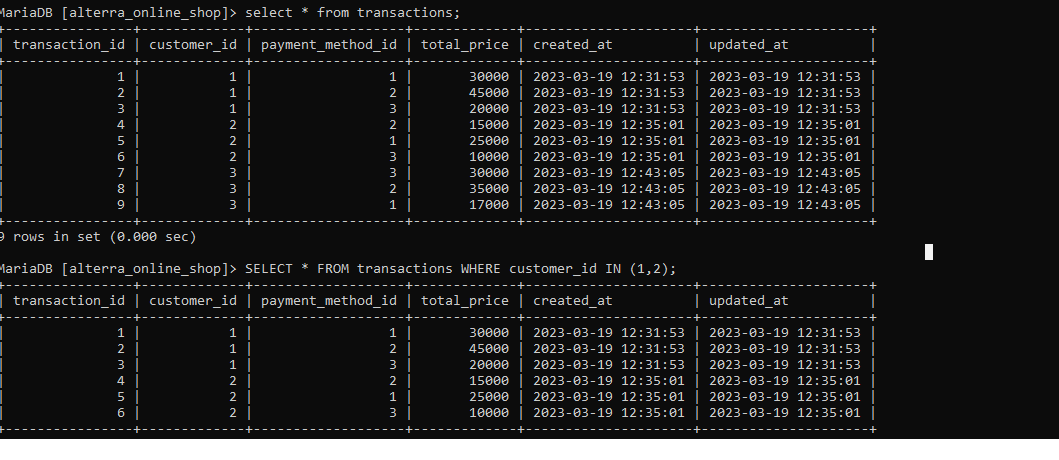 MariaDB [alterra_online_shop]> select * from transactions;
+----------------+-------------+-------------------+-------------+---------------------+---------------------+
| transaction_id | customer_id | payment_method_id | total_price | created_at | updated_at |
+----------------+-------------+-------------------+-------------+---------------------+---------------------+
| 1 | 1 | 1 | 30000 | 2023-03-19 12:31:53 | 2023-03-19 12:31:53 |
| 2 | 1 | 2 | 45000 | 2023-03-19 12:31:53 | 2023-03-19 12:31:53 |
| 3 | 1 | 3 | 20000 | 2023-03-19 12:31:53 | 2023-03-19 12:31:53 |
| 4 | 2 | 2 | 15000 | 2023-03-19 12:35:01 | 2023-03-19 12:35:01 |
| 5 | 2 | 1 | 25000 | 2023-03-19 12:35:01 | 2023-03-19 12:35:01 |
| 6 | 2 | 3 | 10000 | 2023-03-19 12:35:01 | 2023-03-19 12:35:01 |
| 7 | 3 | 3 | 30000 | 2023-03-19 12:43:05 | 2023-03-19 12:43:05 |
| 8 | 3 | 2 | 35000 | 2023-03-19 12:43:05 | 2023-03-19 12:43:05 |
| 9 | 3 | 1 | 17000 | 2023-03-19 12:43:05 | 2023-03-19 12:43:05 |
+----------------+-------------+-------------------+-------------+---------------------+---------------------+
9 rows in set (0.000 sec)
MariaDB [alterra_online_shop]> SELECT * FROM transactions WHERE customer_id IN (1,2);
+----------------+-------------+-------------------+-------------+---------------------+---------------------+
| transaction_id | customer_id | payment_method_id | total_price | created_at | updated_at |
+----------------+-------------+-------------------+-------------+---------------------+---------------------+
| 1 | 1 | 1 | 30000 | 2023-03-19 12:31:53 | 2023-03-19 12:31:53 |
| 2 | 1 | 2 | 45000 | 2023-03-19 12:31:53 | 2023-03-19 12:31:53 |
| 3 | 1 | 3 | 20000 | 2023-03-19 12:31:53 | 2023-03-19 12:31:53 |
| 4 | 2 | 2 | 15000 | 2023-03-19 12:35:01 | 2023-03-19 12:35:01 |
| 5 | 2 | 1 | 25000 | 2023-03-19 12:35:01 | 2023-03-19 12:35:01 |
| 6 | 2 | 3 | 10000 | 2023-03-19 12:35:01 | 2023-03-19 12:35:01 |
+----------------+-------------+-------------------+-------------+---------------------+---------------------+